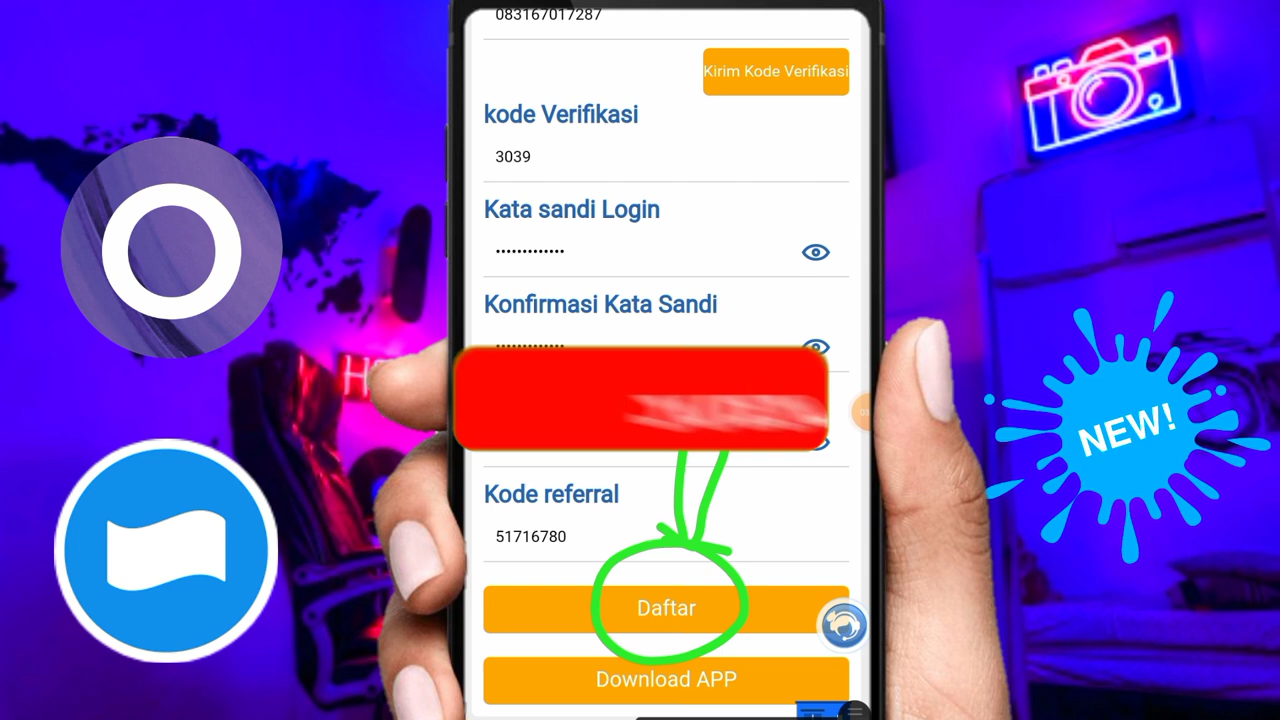 083167017287
Kirim Kode Verifikasi
kode Verifikasi
3039
Kata sandi Login
Konfirmasi Kata Sandi
Kode referral
51716780
Daftar
Download APP
NEW!